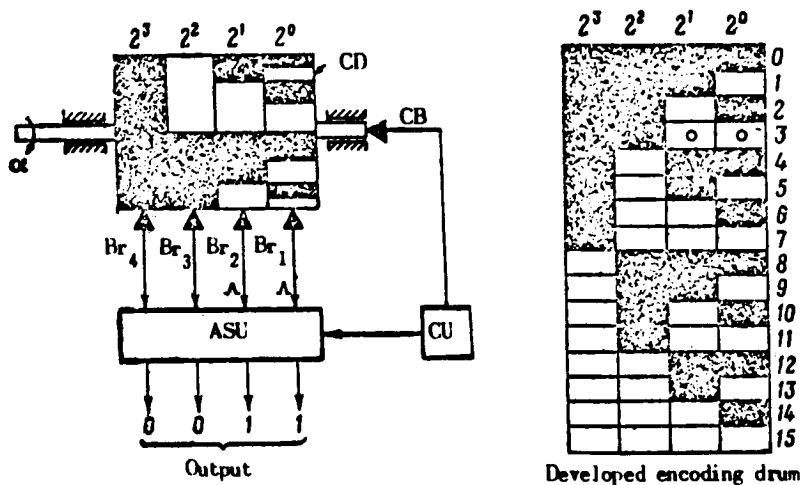 2³ 2² 2¹ 2⁰
CD
CB
α
Br₄ Br₃ Br₂ Br₁
ASU
CU
0 0 1 1
Output
2³ 2² 2¹ 2⁰
0
1
2
3
4
5
6
7
8
9
10
11
12
13
14
15
Developed encoding drum